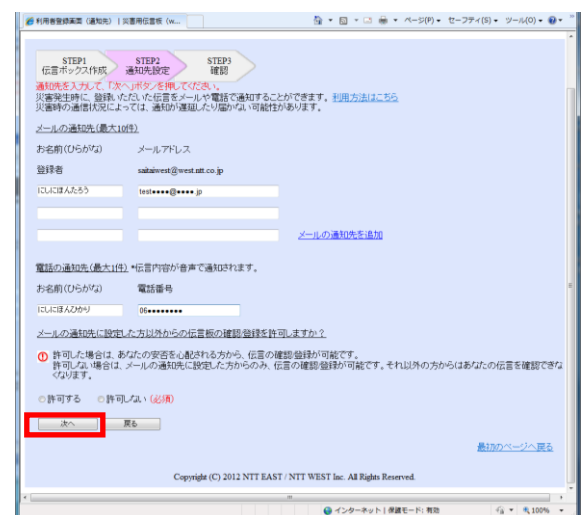 利用者登録画面（通知先）｜災害用伝言板（w...
ページ(P) セーフティ(S) ツール(O)
STEP1 STEP2 STEP3
伝言ボックス作成 通知先設定 確認
通知先を入力して、「次へ」ボタンを押してください。
災害発生時に、登録いただいた伝言をメールや電話で通知することができます。利用方法はこちら
災害時の通信状況によっては、通知が遅延したり届かない可能性があります。
メールの通知先(最大10件)
お名前(ひらがな) メールアドレス
登録者 saitaiwest@west.ntt.co.jp
にしにほんたろう test●●●●@●●●●.jp
メールの通知先を追加
電話の通知先(最大1件) *伝言内容が音声で通知されます。
お名前(ひらがな) 電話番号
にしにほんひかり 06●●●●●●●●
メールの通知先に設定した方以外からの伝言板の確認/登録を許可しますか？
許可した場合は、あなたの安否を心配される方から、伝言の確認/登録が可能です。
許可しない場合は、メールの通知先に設定した方からのみ、伝言の確認/登録が可能です。それ以外の方からはあなたの伝言を確認できな
くなります。
許可する 許可しない (必須)
次へ 戻る
最初のページへ戻る
Copyright (C) 2012 NTT EAST / NTT WEST Inc. All Rights Reserved.
インターネット | 保護モード: 有効 100%